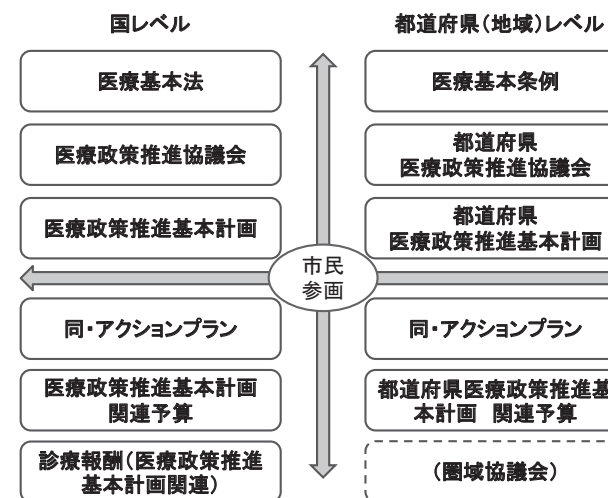 国レベル
医療基本法
医療政策推進協議会
医療政策推進基本計画
同・アクションプラン
医療政策推進基本計画
関連予算
診療報酬(医療政策推進
基本計画関連)
市民
参画
都道府県(地域)レベル
医療基本条例
都道府県
医療政策推進協議会
都道府県
医療政策推進基本計画
同・アクションプラン
都道府県医療政策推進基
本計画 関連予算
(圏域協議会)